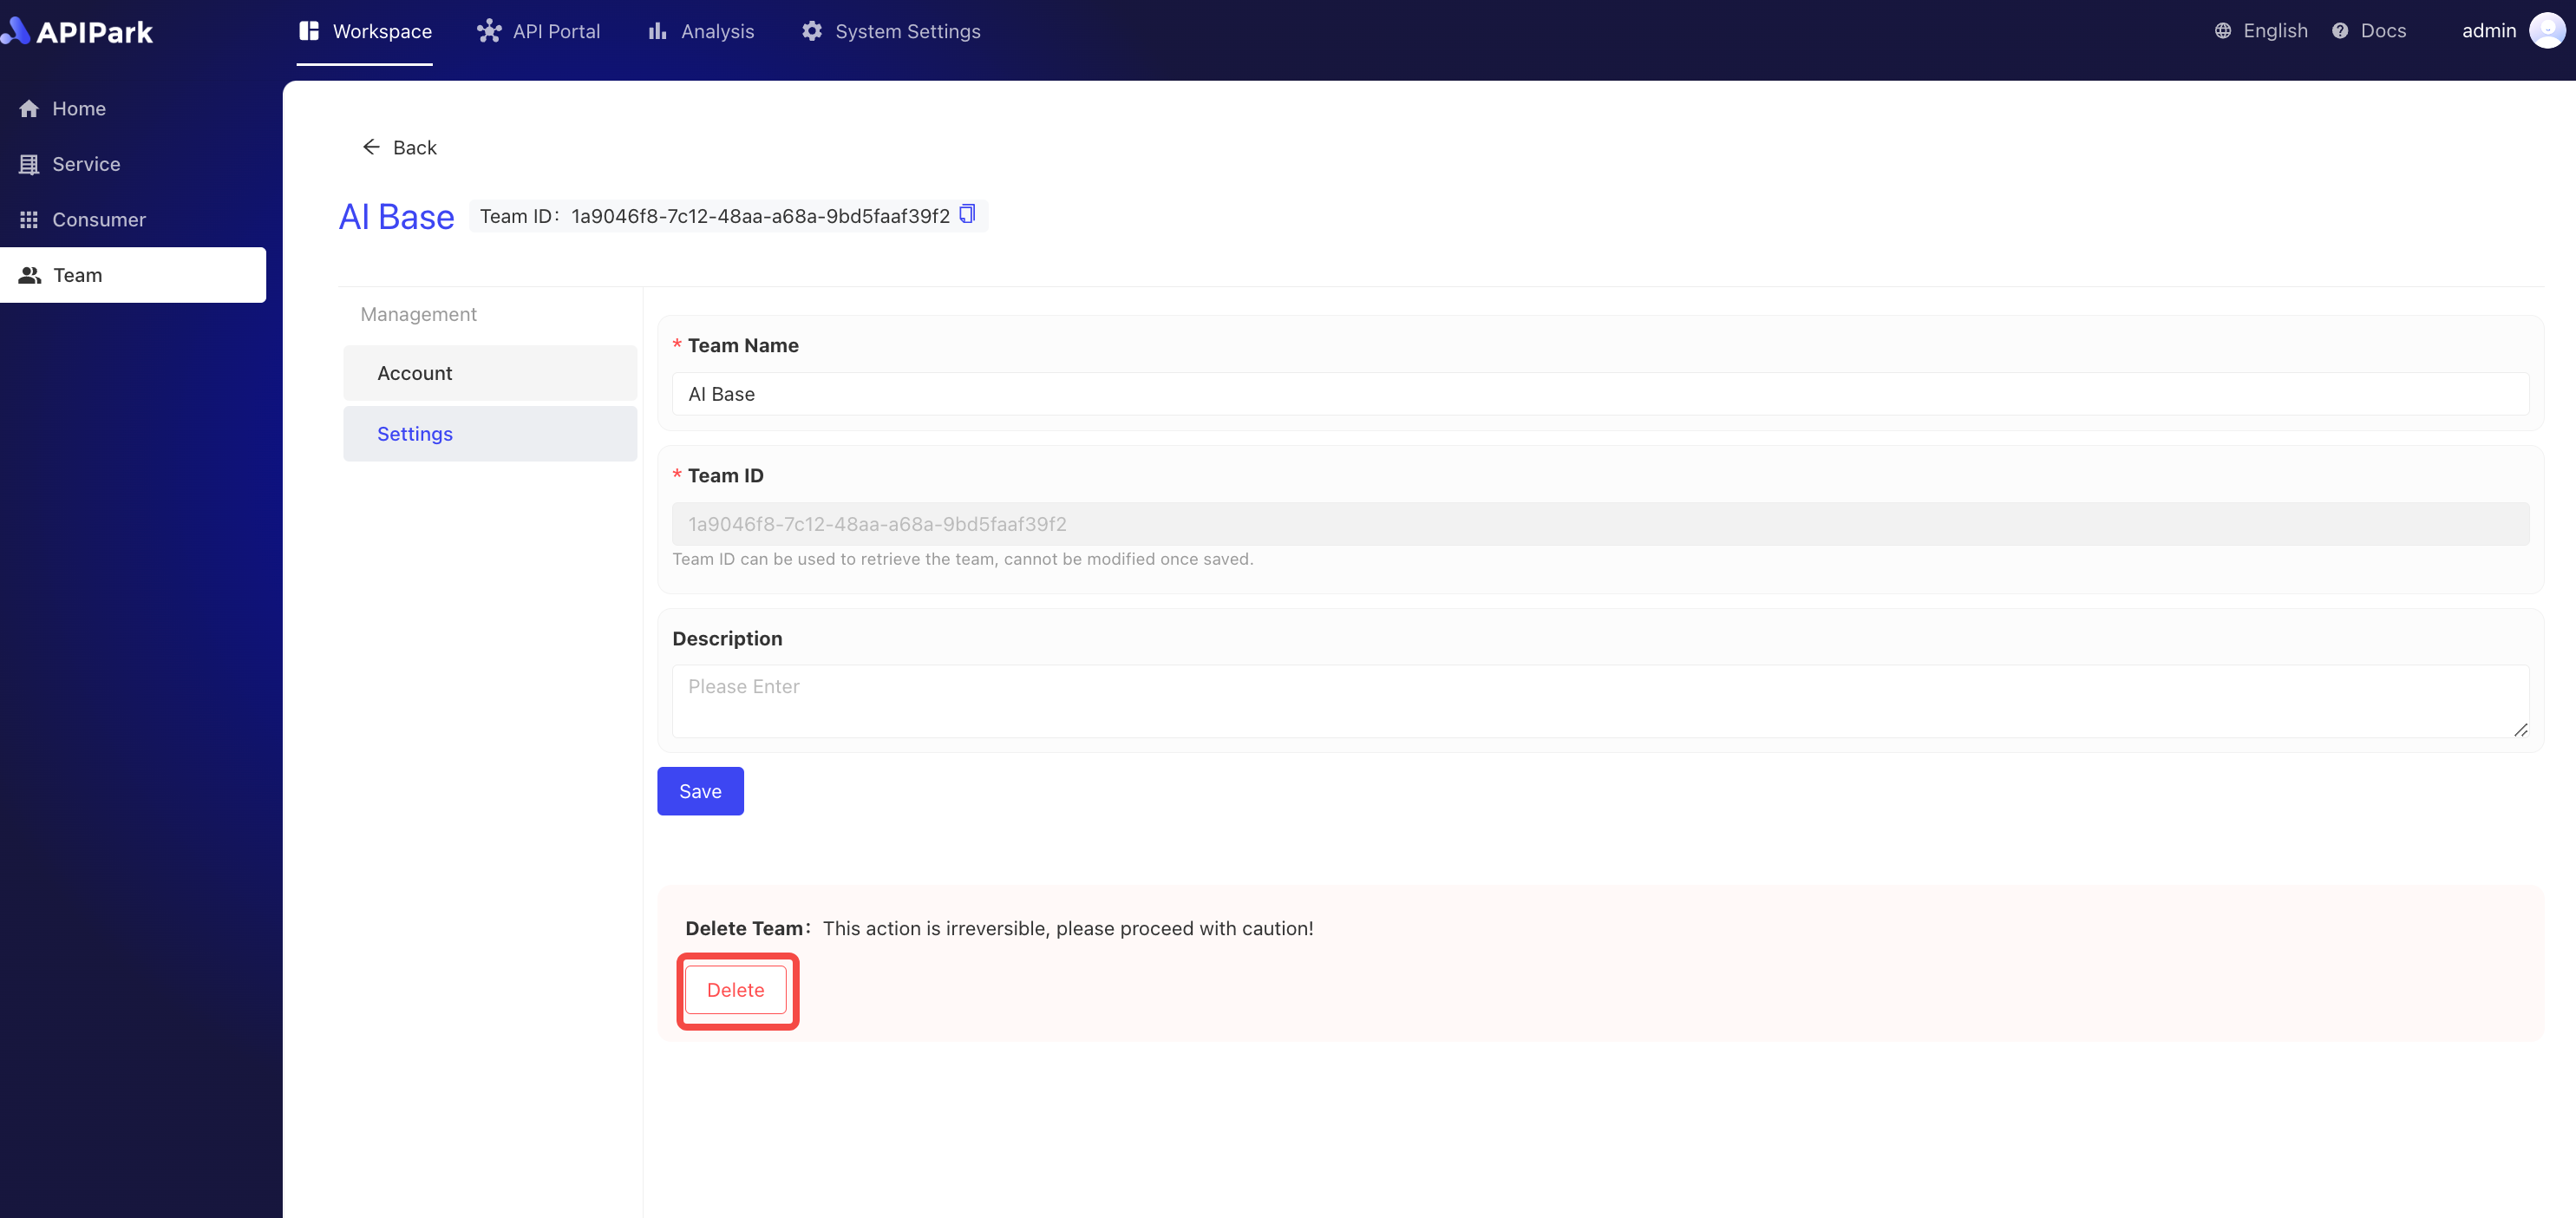 APIPark
Workspace
API Portal
Analysis
System Settings
English
Docs
admin
Home
Service
Consumer
Team
Back
AI Base
Team ID: 1a9046f8-7c12-48aa-a68a-9bd5faaf39f2
Management
Account
Settings
* Team Name
AI Base
* Team ID
1a9046f8-7c12-48aa-a68a-9bd5faaf39f2
Team ID can be used to retrieve the team, cannot be modified once saved.
Description
Please Enter
Save
Delete Team: This action is irreversible, please proceed with caution!
Delete